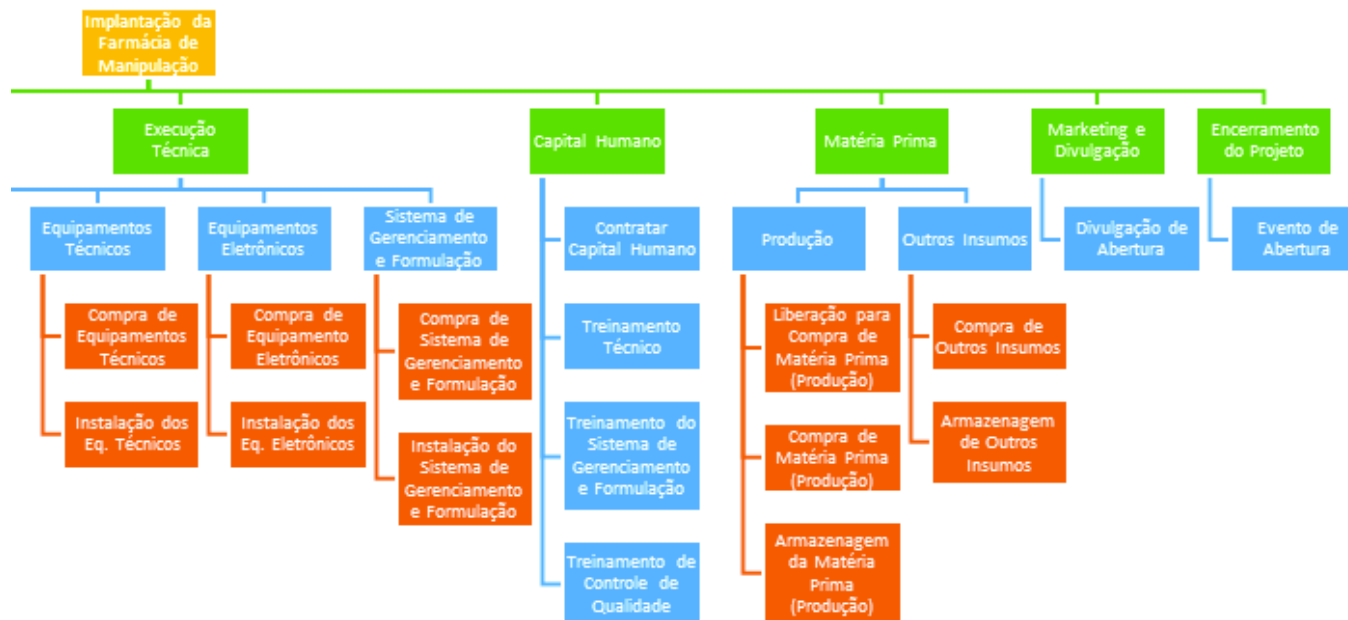 Implantação da
Farmácia de
Manipulação
Execução
Técnica
Capital Humano
Matéria Prima
Marketing e
Divulgação
Encerramento
do Projeto
Equipamentos
Técnicos
Equipamentos
Eletrônicos
Sistema de
Gerenciamento
e Formulação
Contratar
Capital Humano
Produção
Outros Insumos
Divulgação de
Abertura
Evento de
Abertura
Compra de
Equipamentos
Técnicos
Compra de
Equipamento
Eletrônicos
Compra de
Sistema de
Gerenciamento
e Formulação
Treinamento
Técnico
Liberação para
Compra de
Matéria Prima
(Produção)
Compra de
Outros Insumos
Instalação dos
Eq. Técnicos
Instalação dos
Eq. Eletrônicos
Instalação do
Sistema de
Gerenciamento
e Formulação
Treinamento do
Sistema de
Gerenciamento
e Formulação
Compra de
Matéria Prima
(Produção)
Armazenagem
de Outros
Insumos
Treinamento de
Controle de
Qualidade
Armazenagem
da Matéria
Prima
(Produção)